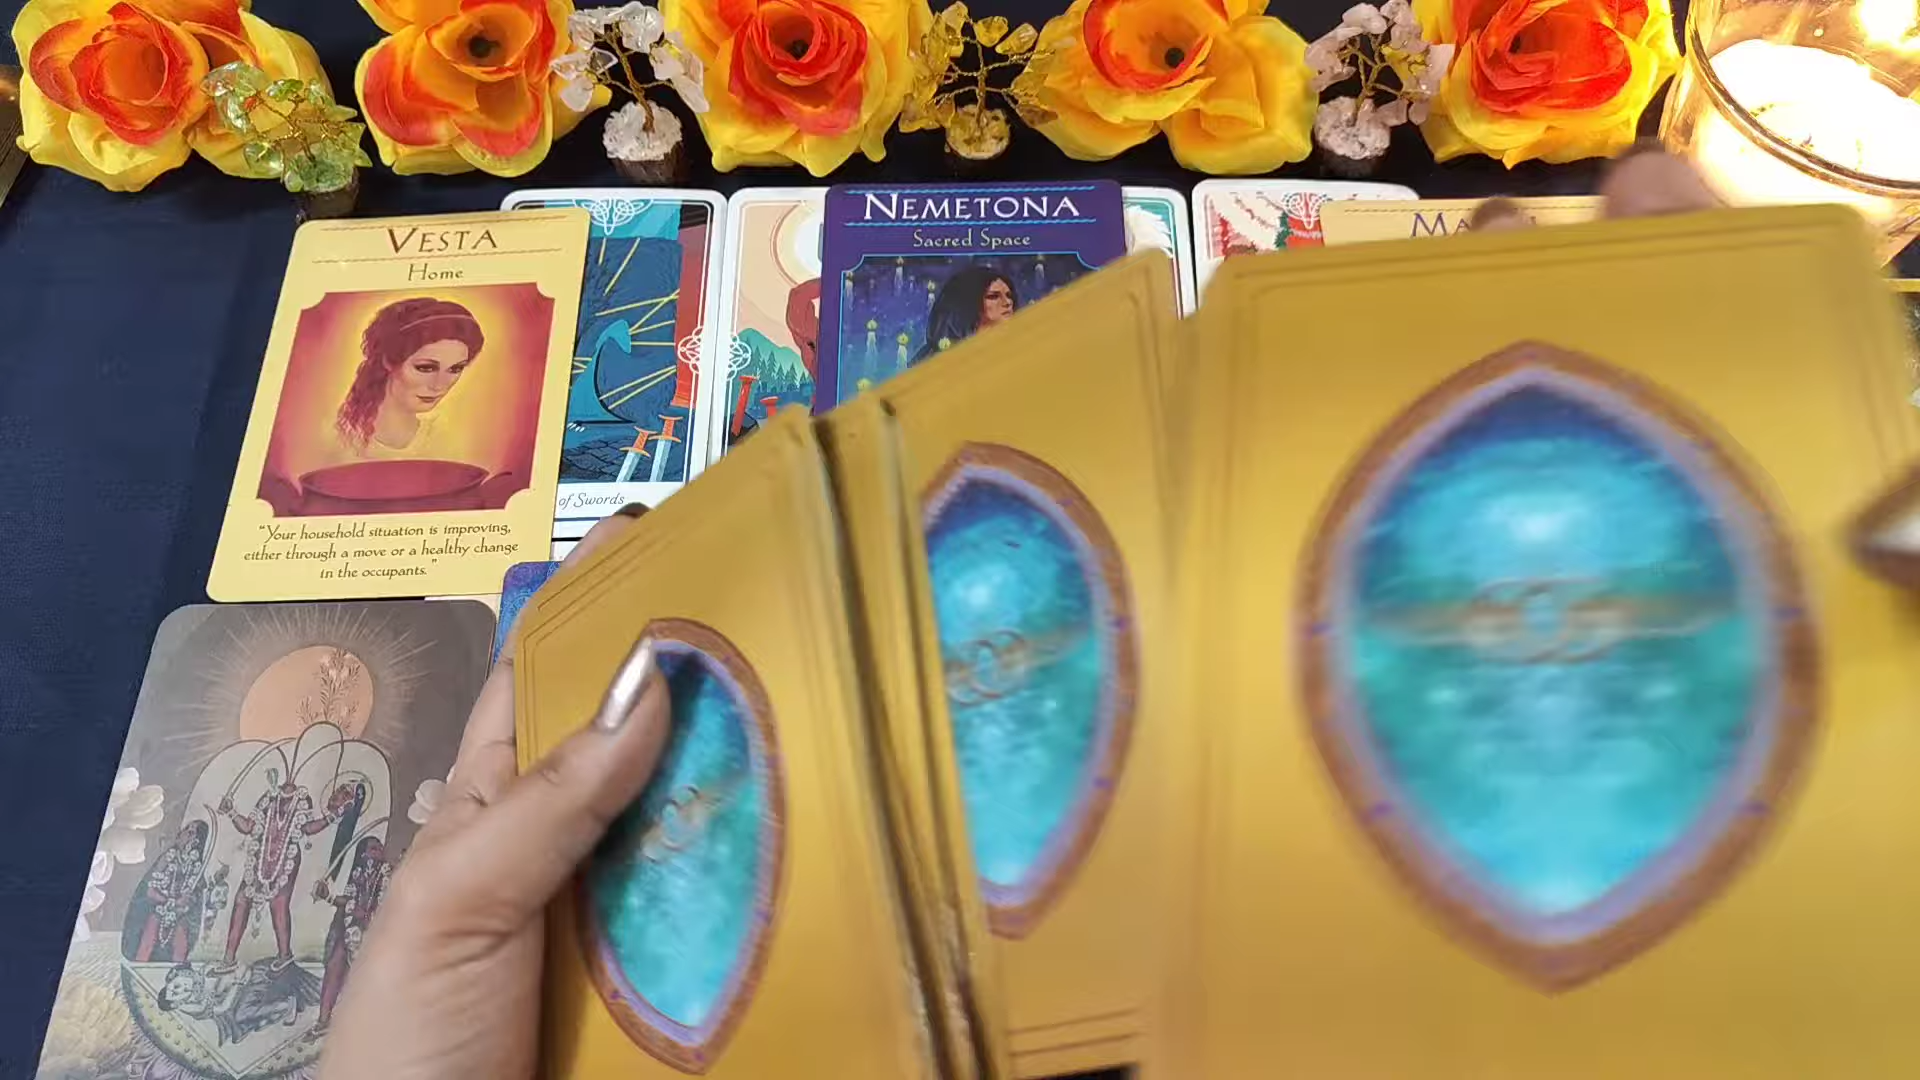 VESTA
Home
"Your household situation is improving,
either through a move or a healthy change
in the occupants."
of Swords
NEMETONA
Sacred Space